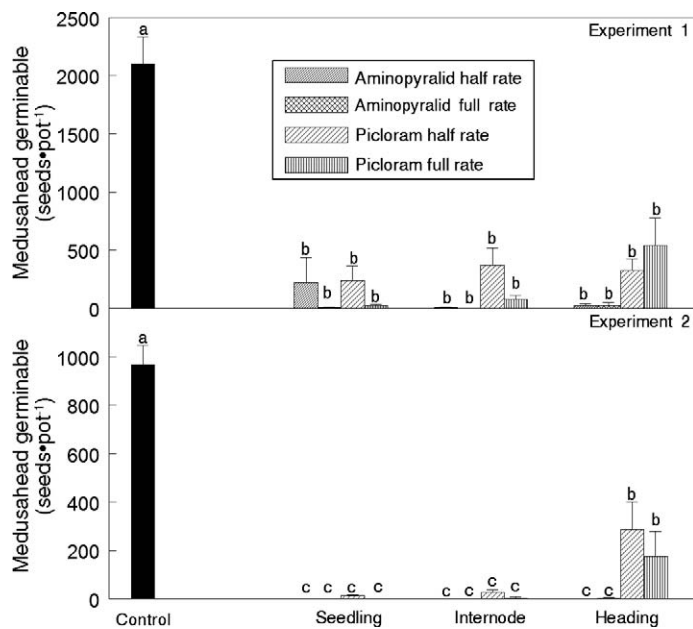 Experiment 1
Medusahead germinable
(seeds•pot⁻¹)
2500
2000
1500
1000
500
0
Aminopyralid half rate
Aminopyralid full rate
Picloram half rate
Picloram full rate
a
b b b b
b b b b
b b b b
Experiment 2
Medusahead germinable
(seeds•pot⁻¹)
1000
800
600
400
200
0
a
c c c c
c c c c
c c b b
Control Seedling Internode Heading